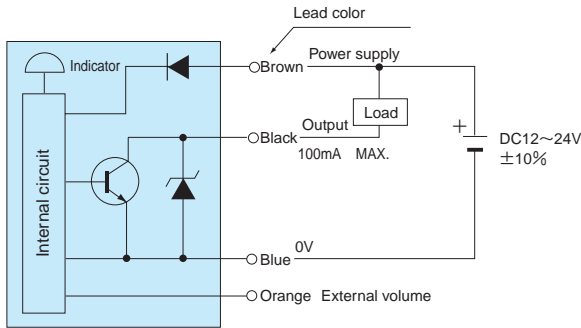 Lead color
Indicator
Brown
Power supply
Load
Black
Output
100mA MAX.
+
DC12～24V
±10%
Internal circuit
Blue
0V
Orange External volume